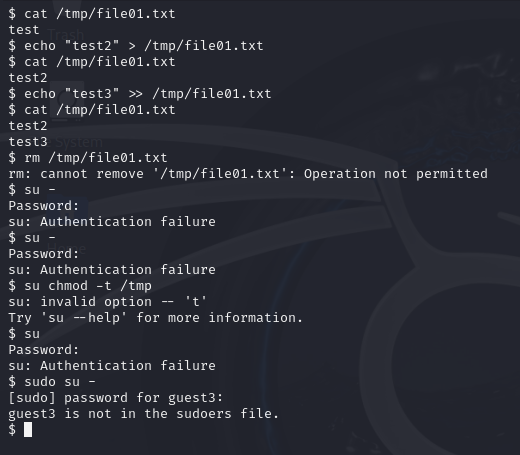 $ cat /tmp/file01.txt
test
$ echo "test2" > /tmp/file01.txt
$ cat /tmp/file01.txt
test2
$ echo "test3" >> /tmp/file01.txt
$ cat /tmp/file01.txt
test2
test3
$ rm /tmp/file01.txt
rm: cannot remove '/tmp/file01.txt': Operation not permitted
$ su -
Password:
su: Authentication failure
$ su -
Password:
su: Authentication failure
$ su chmod -t /tmp
su: invalid option -- 't'
Try 'su --help' for more information.
$ su
Password:
su: Authentication failure
$ sudo su -
[sudo] password for guest3:
guest3 is not in the sudoers file.
$
Trash
System
Home